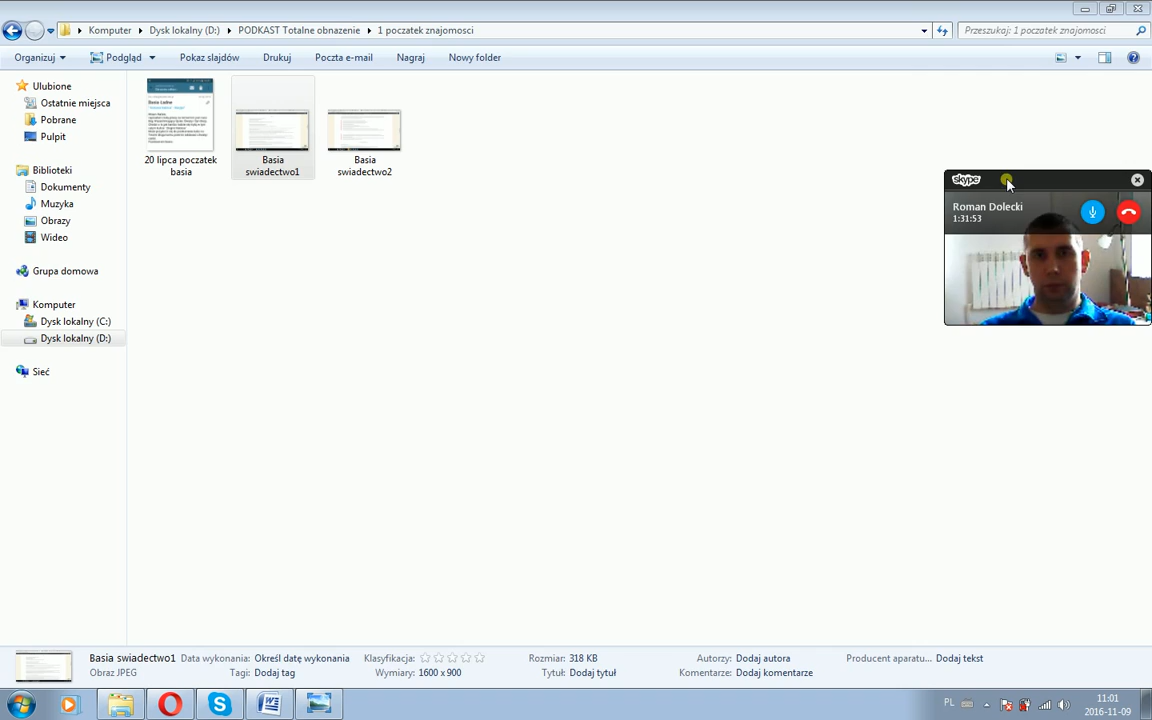 Komputer Dysk lokalny (D:) PODKAST Totalne obnazenie 1 poczatek znajomosci
Przeszukaj: 1 poczatek znajomosci
Organizuj Podgląd Pokaz slajdów Drukuj Poczta e-mail Nagraj Nowy folder
Ulubione
Ostatnie miejsca
Pobrane
Pulpit
Biblioteki
Dokumenty
Muzyka
Obrazy
Wideo
Grupa domowa
Komputer
Dysk lokalny (C:)
Dysk lokalny (D:)
Sieć
20 lipca poczatek
basia
Basia
swiadectwo1
Basia
swiadectwo2
skype
Roman Dolecki
1:31:53
Basia swiadectwo1 Data wykonania: Określ datę wykonania Klasyfikacja: Rozmiar: 318 KB Autorzy: Dodaj autora Producent aparatu... Dodaj tekst
Obraz JPEG Tagi: Dodaj tag Wymiary: 1600 x 900 Tytuł: Dodaj tytuł Komentarze: Dodaj komentarze
PL 11:01
2016-11-09